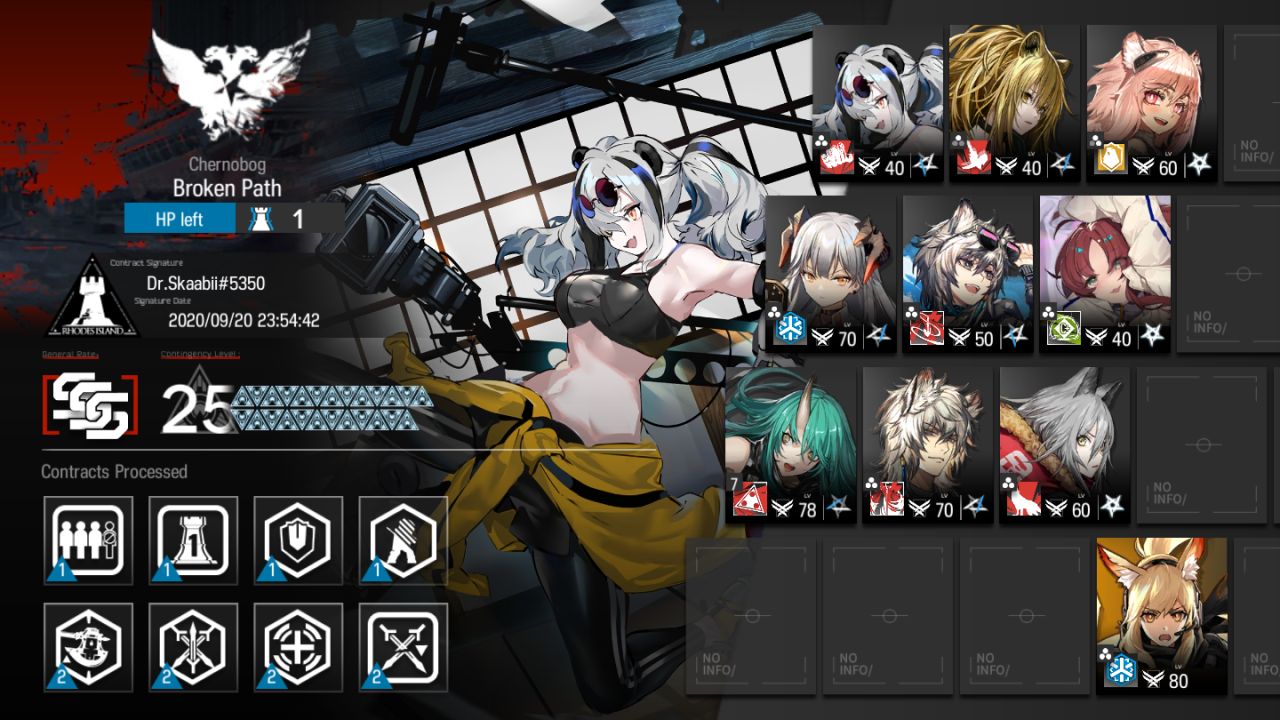 Chernobog
Broken Path
HP left
1
Contract Signature
Dr.Skaabii#5350
Signature Date
2020/09/20 23:54:42
RHODES ISLAND
General Rate:
Contingency Level:
25
Contracts Processed
1
1
1
1
1
2
2
2
2
LV
40
LV
40
LV
60
NO
INFO/
LV
70
LV
50
LV
40
NO
INFO/
7
LV
78
LV
70
LV
60
NO
INFO/
NO
INFO/
NO
INFO/
NO
INFO/
LV
80
NO
INFO